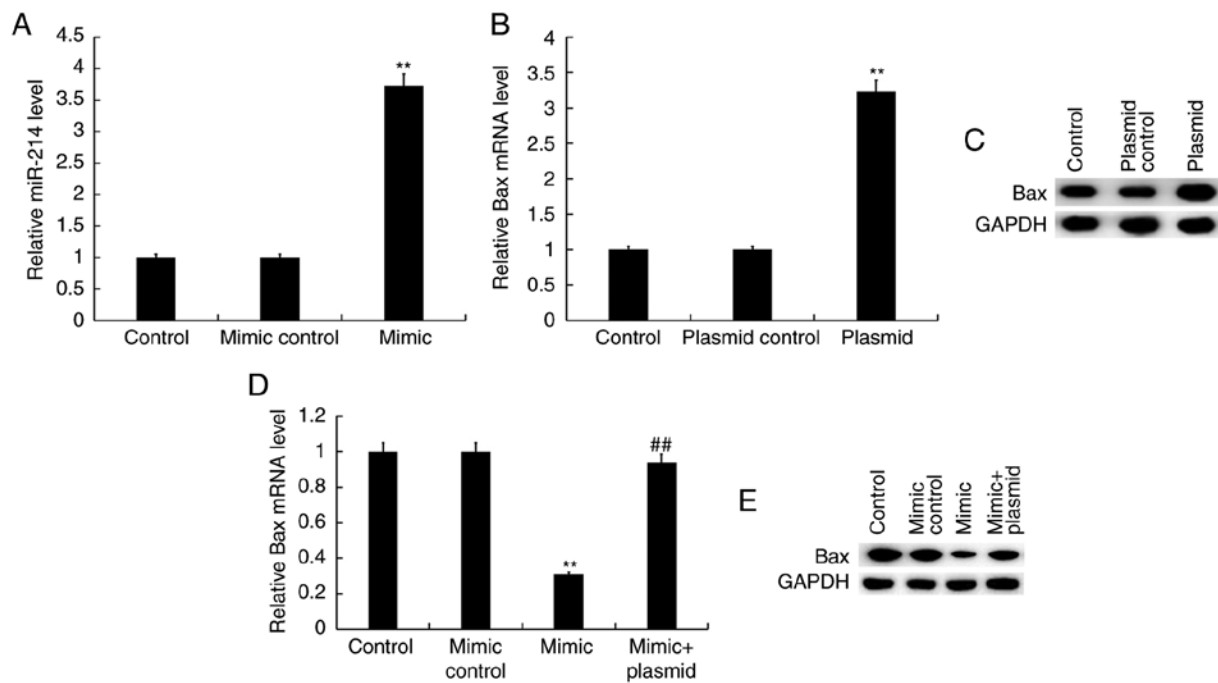 A
Relative miR-214 level
4.5
4
3.5
3
2.5
2
1.5
1
0.5
0
**
Control
Mimic control
Mimic
B
Relative Bax mRNA level
4
3.5
3
2.5
2
1.5
1
0.5
0
**
Control
Plasmid control
Plasmid
C
Control
Plasmid
control
Plasmid
Bax
GAPDH
D
Relative Bax mRNA level
1.2
1
0.8
0.6
0.4
0.2
0
**
##
Control
Mimic
control
Mimic
Mimic+
plasmid
E
Control
Mimic
control
Mimic
Mimic+
plasmid
Bax
GAPDH